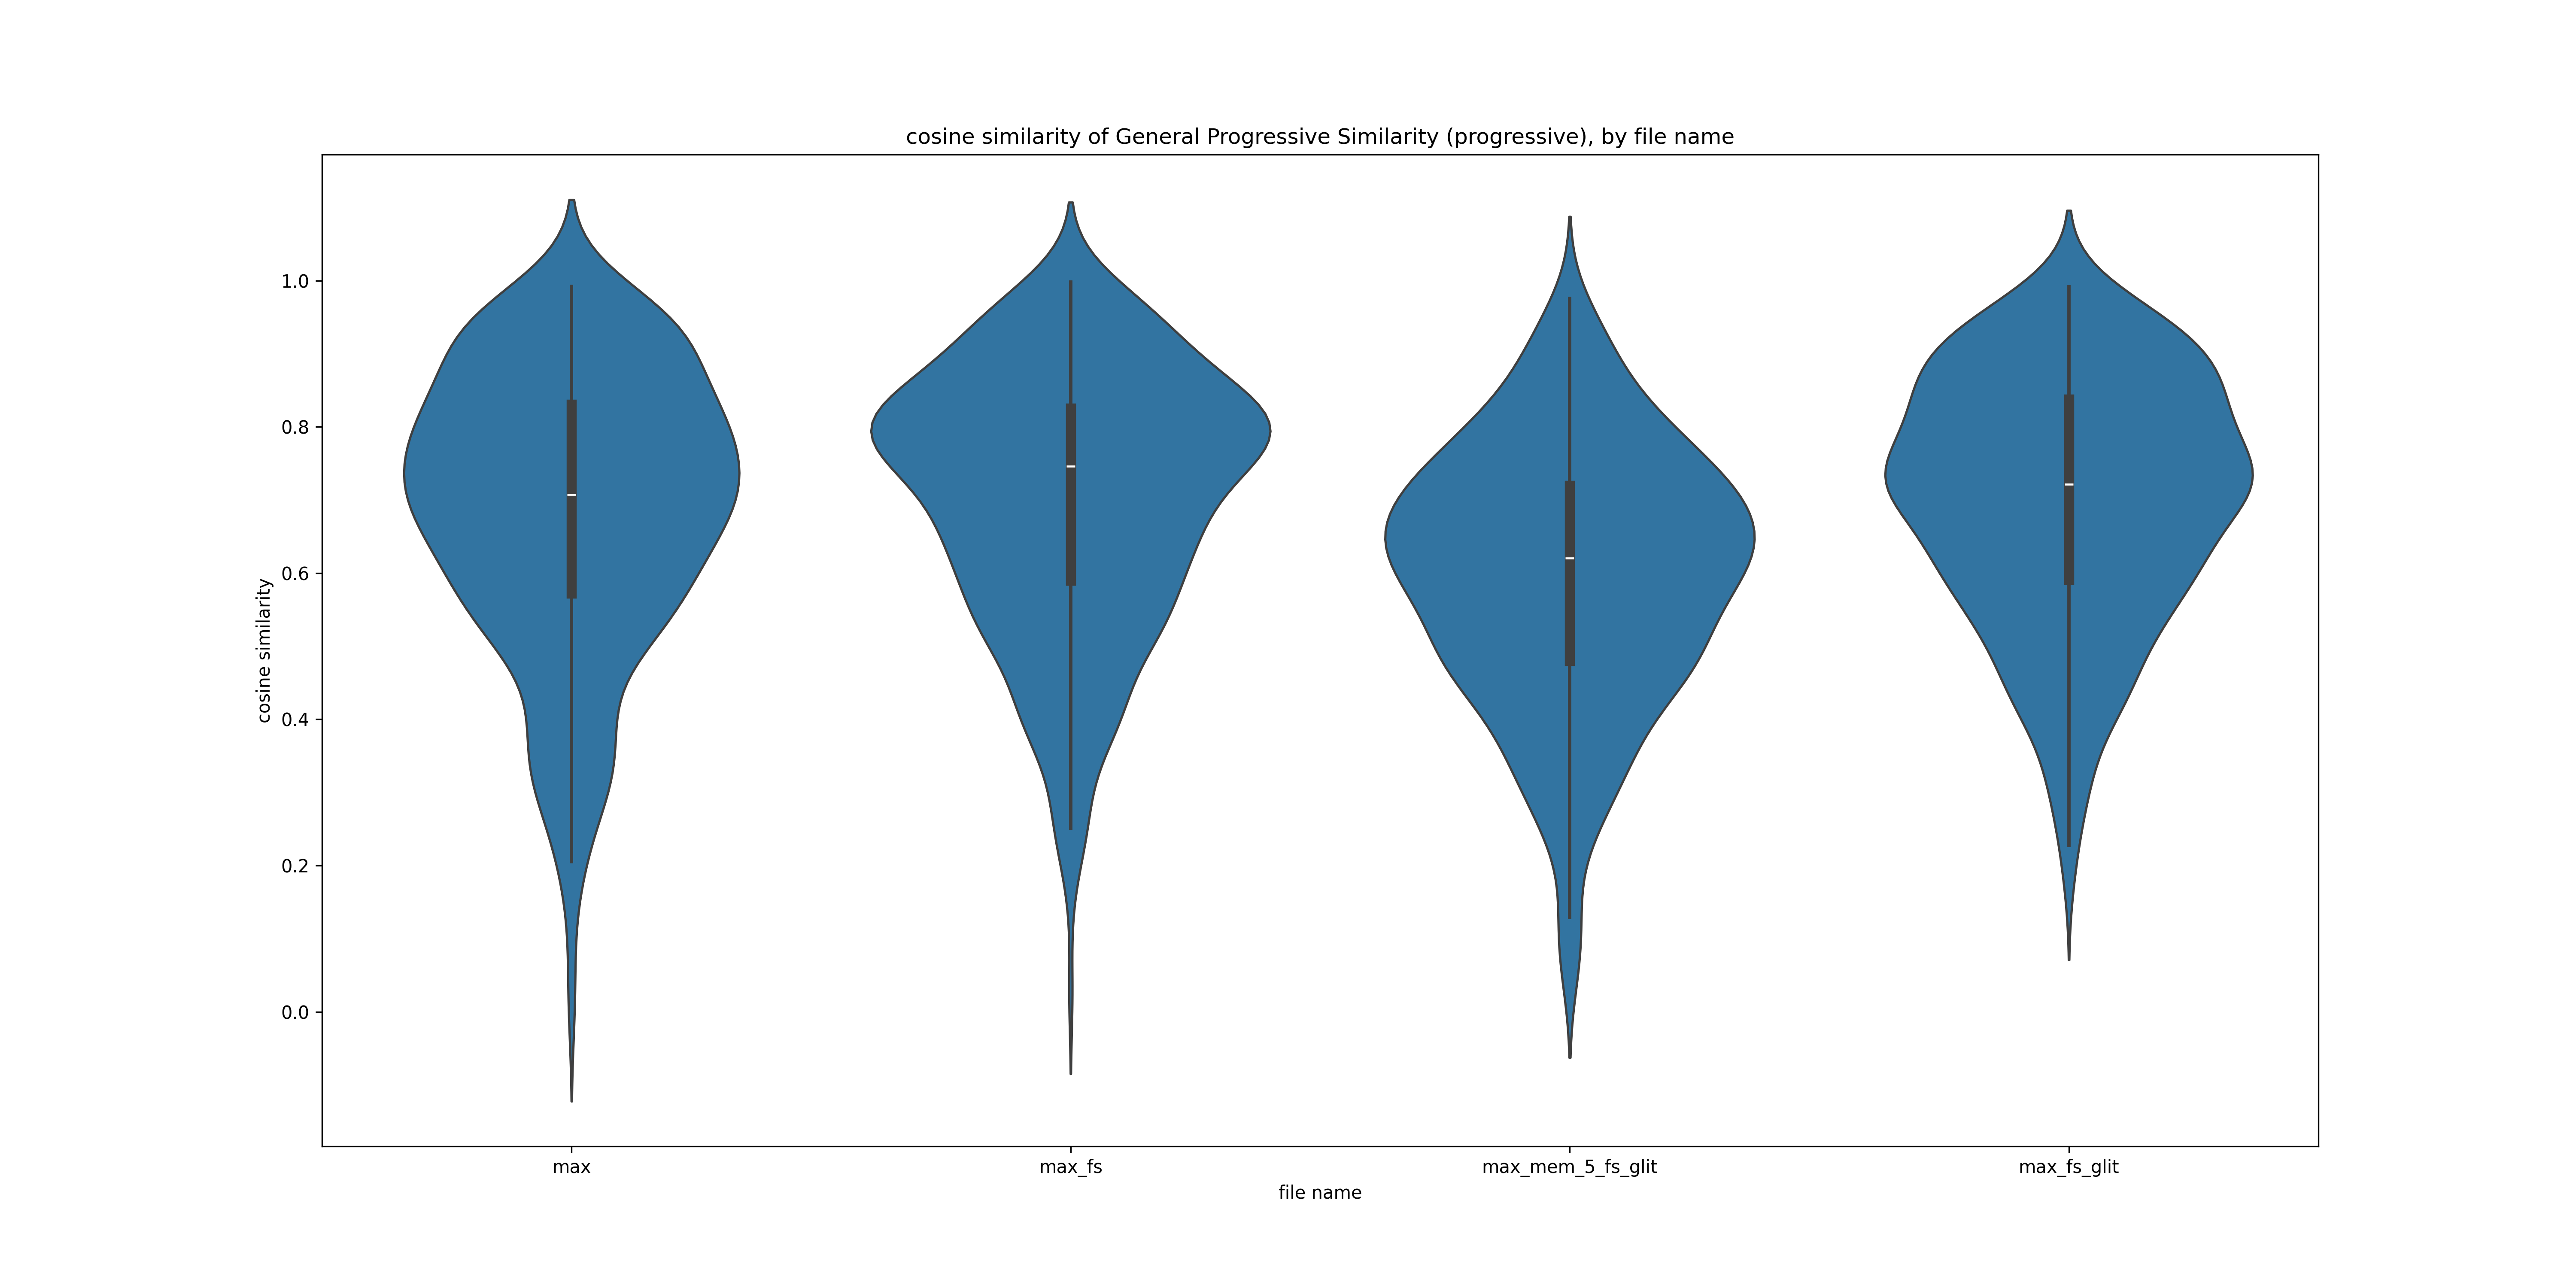 cosine similarity of General Progressive Similarity (progressive), by file name
cosine similarity
1.0
0.8
0.6
0.4
0.2
0.0
max
max_fs
max_mem_5_fs_glit
max_fs_glit
file name